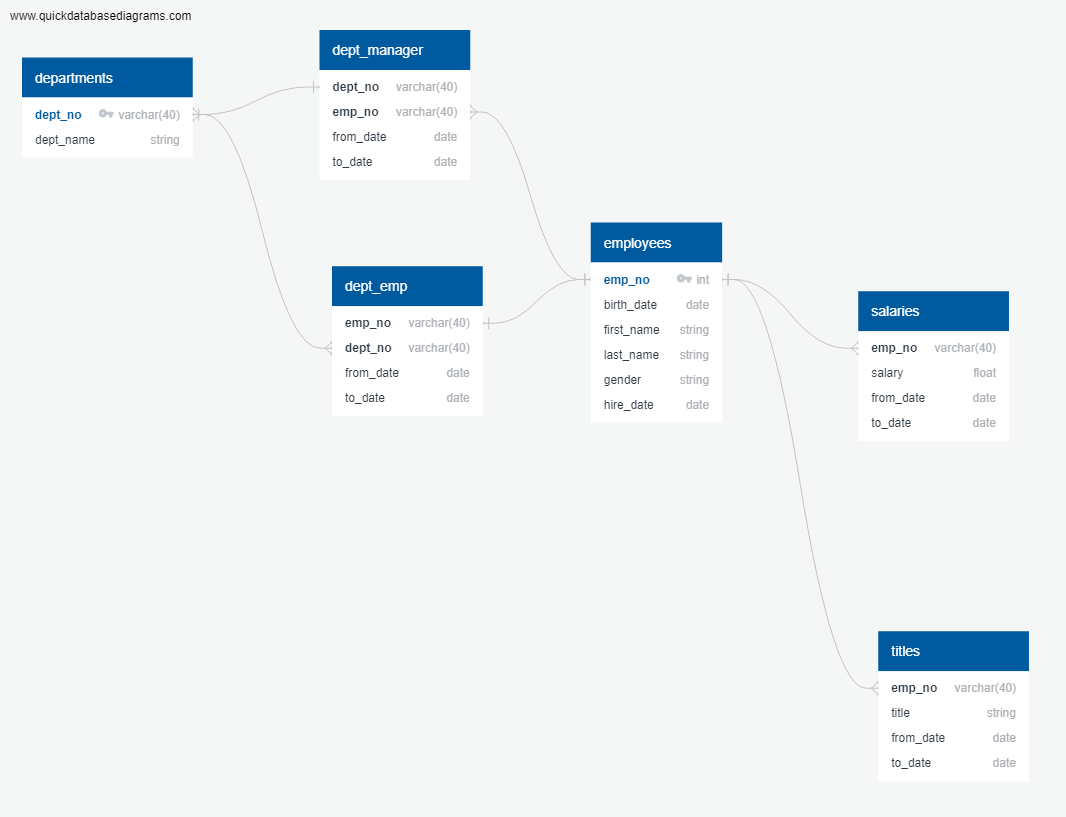 www.quickdatabasediagrams.com
departments
dept_no varchar(40)
dept_name string
dept_manager
dept_no varchar(40)
emp_no varchar(40)
from_date date
to_date date
dept_emp
emp_no varchar(40)
dept_no varchar(40)
from_date date
to_date date
employees
emp_no int
birth_date date
first_name string
last_name string
gender string
hire_date date
salaries
emp_no varchar(40)
salary float
from_date date
to_date date
titles
emp_no varchar(40)
title string
from_date date
to_date date